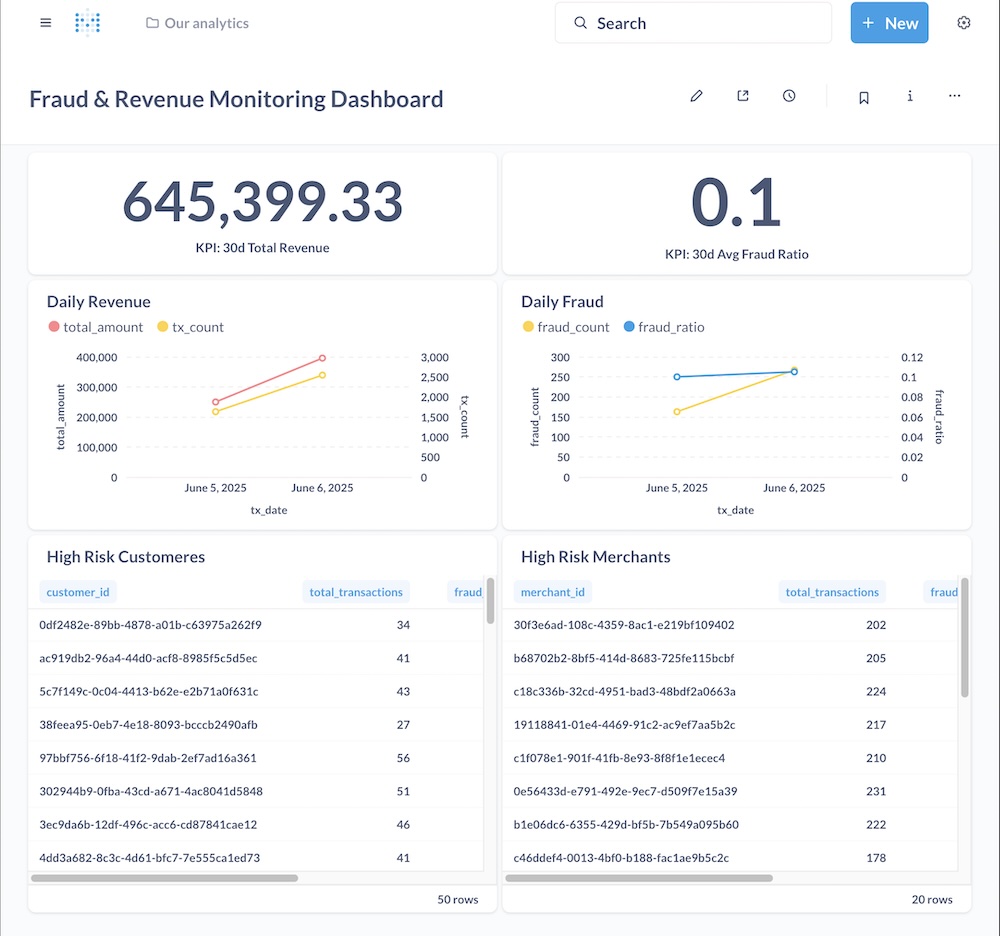 Our analytics
Search
+ New
Fraud & Revenue Monitoring Dashboard
645,399.33
KPI: 30d Total Revenue
0.1
KPI: 30d Avg Fraud Ratio
Daily Revenue
total_amount tx_count
400,000
300,000
200,000
100,000
0
total_amount
3,000
2,500
2,000
1,500
1,000
500
0
tx_count
June 5, 2025 June 6, 2025
tx_date
Daily Fraud
fraud_count fraud_ratio
300
250
200
150
100
50
0
fraud_count
0.12
0.1
0.08
0.06
0.04
0.02
0
fraud_ratio
June 5, 2025 June 6, 2025
tx_date
High Risk Customeres
customer_id total_transactions fraud_
0df2482e-89bb-4878-a01b-c63975a262f9 34
ac919db2-96a4-44d0-acf8-8985f5c5d5ec 41
5c7f149c-0c04-4413-b62e-e2b71a0f631c 43
38feea95-0eb7-4e18-8093-bcccb2490afb 27
97bbf756-6f18-41f2-9dab-2ef7ad16a361 56
302944b9-0fba-43cd-a671-4ac8041d5848 51
3ec9da6b-12df-496c-acc6-cd87841cae12 46
4dd3a682-8c3c-4d61-bfc7-7e555ca1ed73 41
50 rows
High Risk Merchants
merchant_id total_transactions fraud
30f3e6ad-108c-4359-8ac1-e219bf109402 202
b68702b2-8bf5-414d-8683-725fe115bcbf 205
c18c336b-32cd-4951-bad3-48bdf2a0663a 224
19118841-01e4-4469-91c2-ac9ef7aa5b2c 217
c1f078e1-901f-41fb-8e93-8f8f1e1ecec4 210
0e56433d-e791-492e-9ec7-d509f7e15a39 231
b1e06dc6-6355-429d-bf5b-7b549a095b60 222
c46ddef4-0013-4bf0-b188-fac1ae9b5c2c 178
20 rows